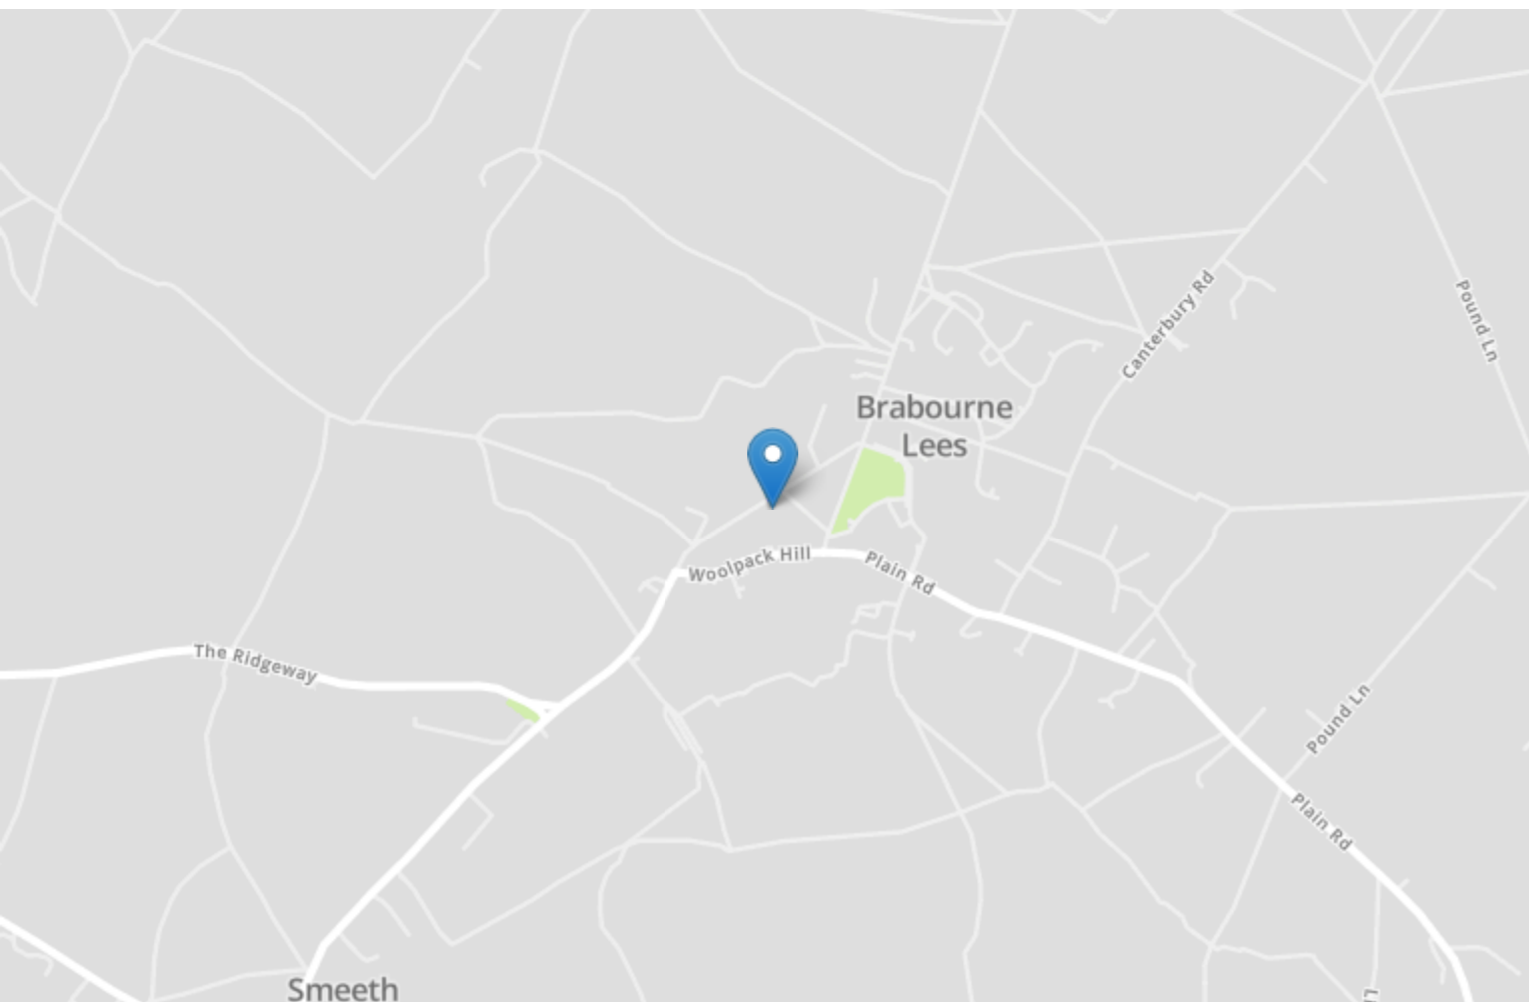 Canterbury Rd
Pound Ln
Brabourne
Lees
Woolpack Hill
Plain Rd
The Ridgeway
Pound Ln
Plain Rd
Smeeth